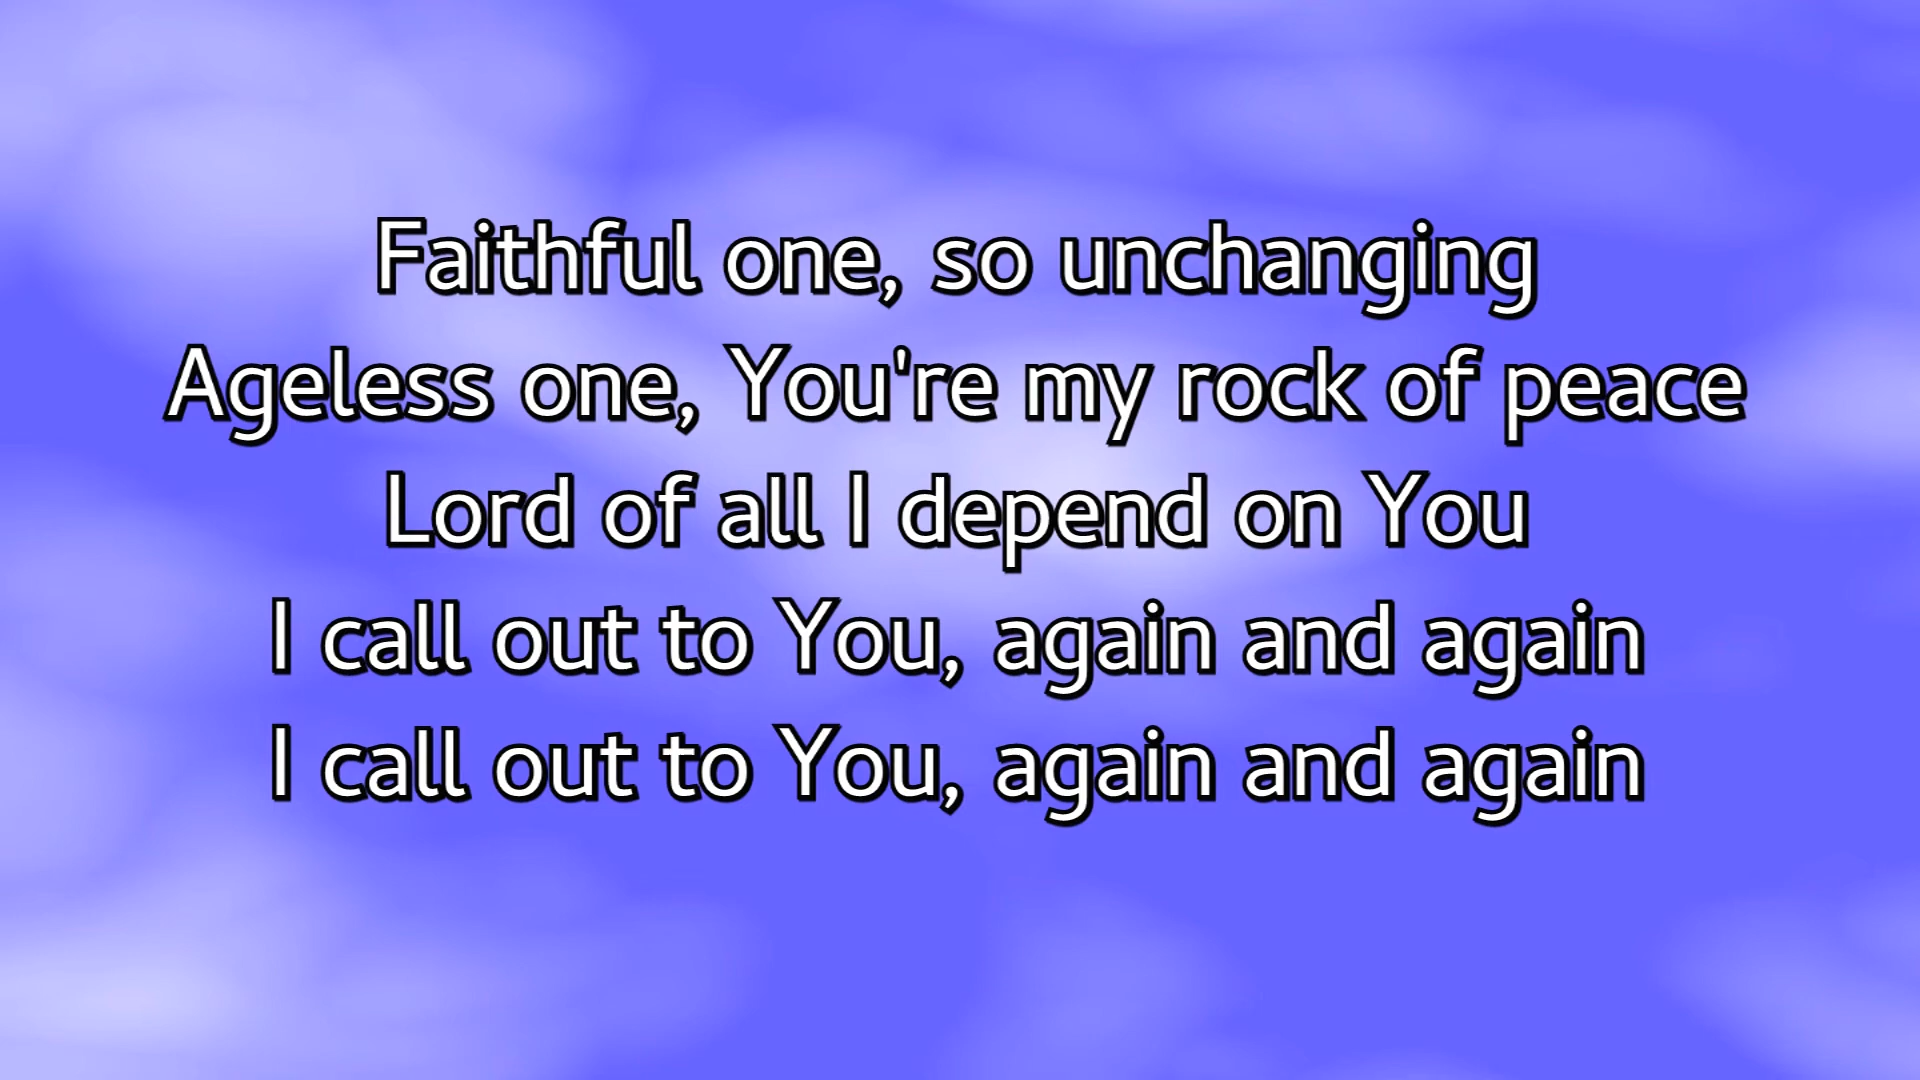 Faithful one, so unchanging
Ageless one, You're my rock of peace
Lord of all I depend on You
I call out to You, again and again
I call out to You, again and again